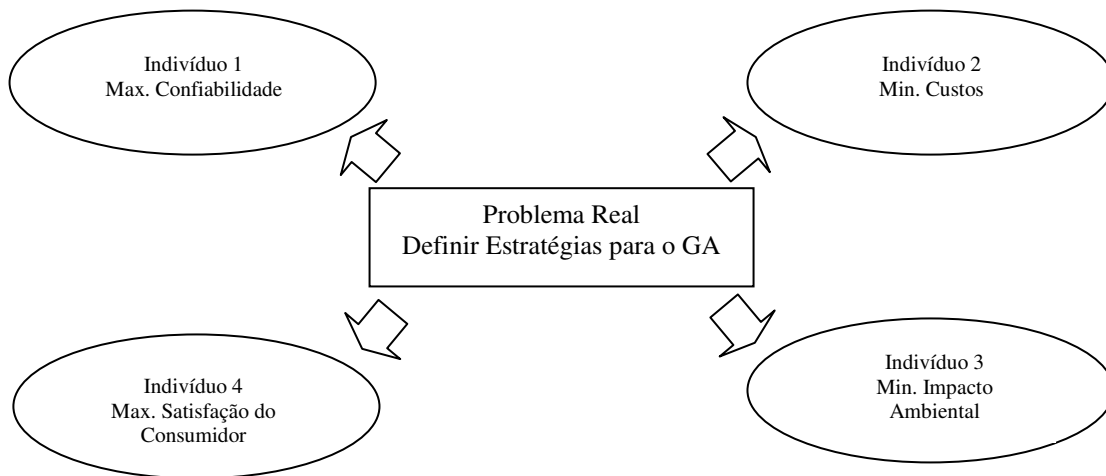 Indivíduo 1
Max. Confiabilidade
Indivíduo 2
Min. Custos
Problema Real
Definir Estratégias para o GA
Indivíduo 4
Max. Satisfação do
Consumidor
Indivíduo 3
Min. Impacto
Ambiental